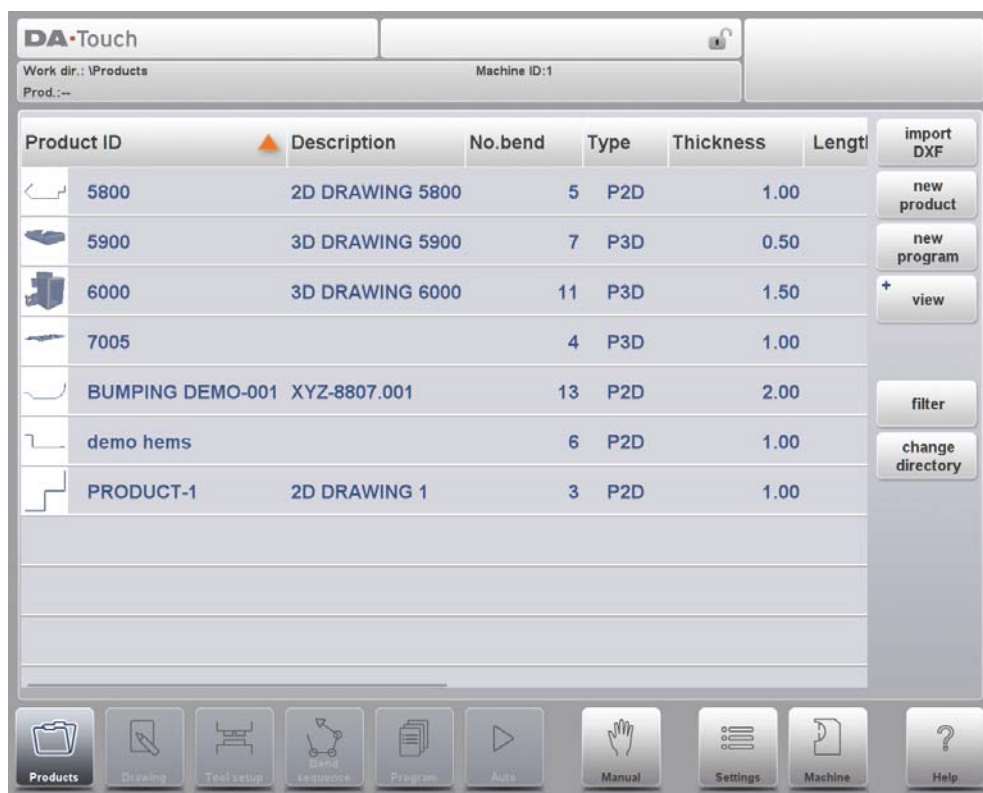 DA·Touch
Work dir.: \Products Machine ID:1
Prod.:--
Product ID Description No.bend Type Thickness Lengtl
5800 2D DRAWING 5800 5 P2D 1.00
5900 3D DRAWING 5900 7 P3D 0.50
6000 3D DRAWING 6000 11 P3D 1.50
7005 4 P3D 1.00
BUMPING DEMO-001 XYZ-8807.001 13 P2D 2.00
demo hems 6 P2D 1.00
PRODUCT-1 2D DRAWING 1 3 P2D 1.00
import
DXF
new
product
new
program
+ view
filter
change
directory
Products Drawing Tool setup Bend
sequence Program Auto Manual Settings Machine Help